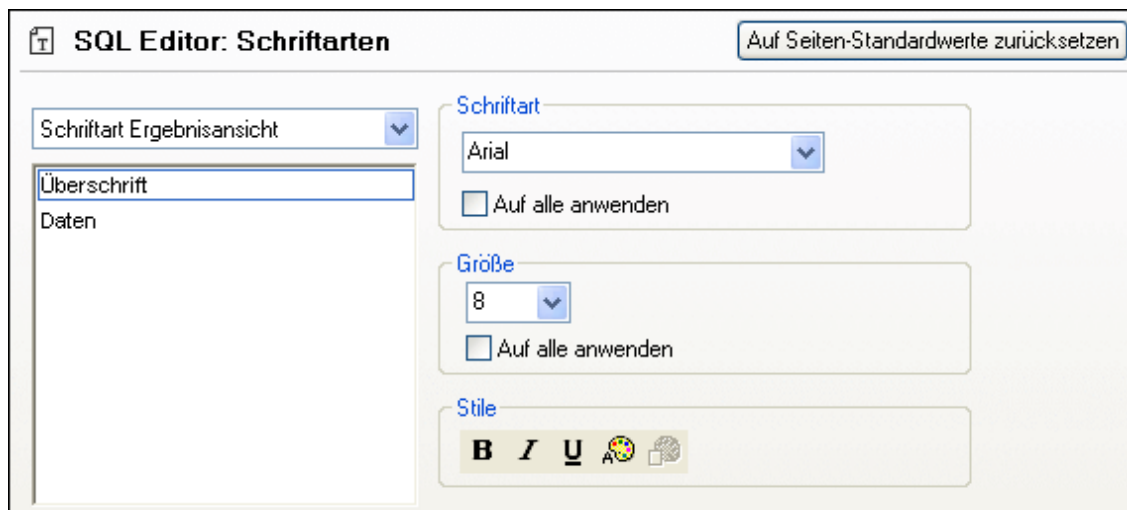 SQL Editor: Schriftarten
Auf Seiten-Standardwerte zurücksetzen
Schriftart Ergebnisansicht
Überschrift
Daten
Schriftart
Arial
Auf alle anwenden
Größe
8
Auf alle anwenden
Stile
B I U